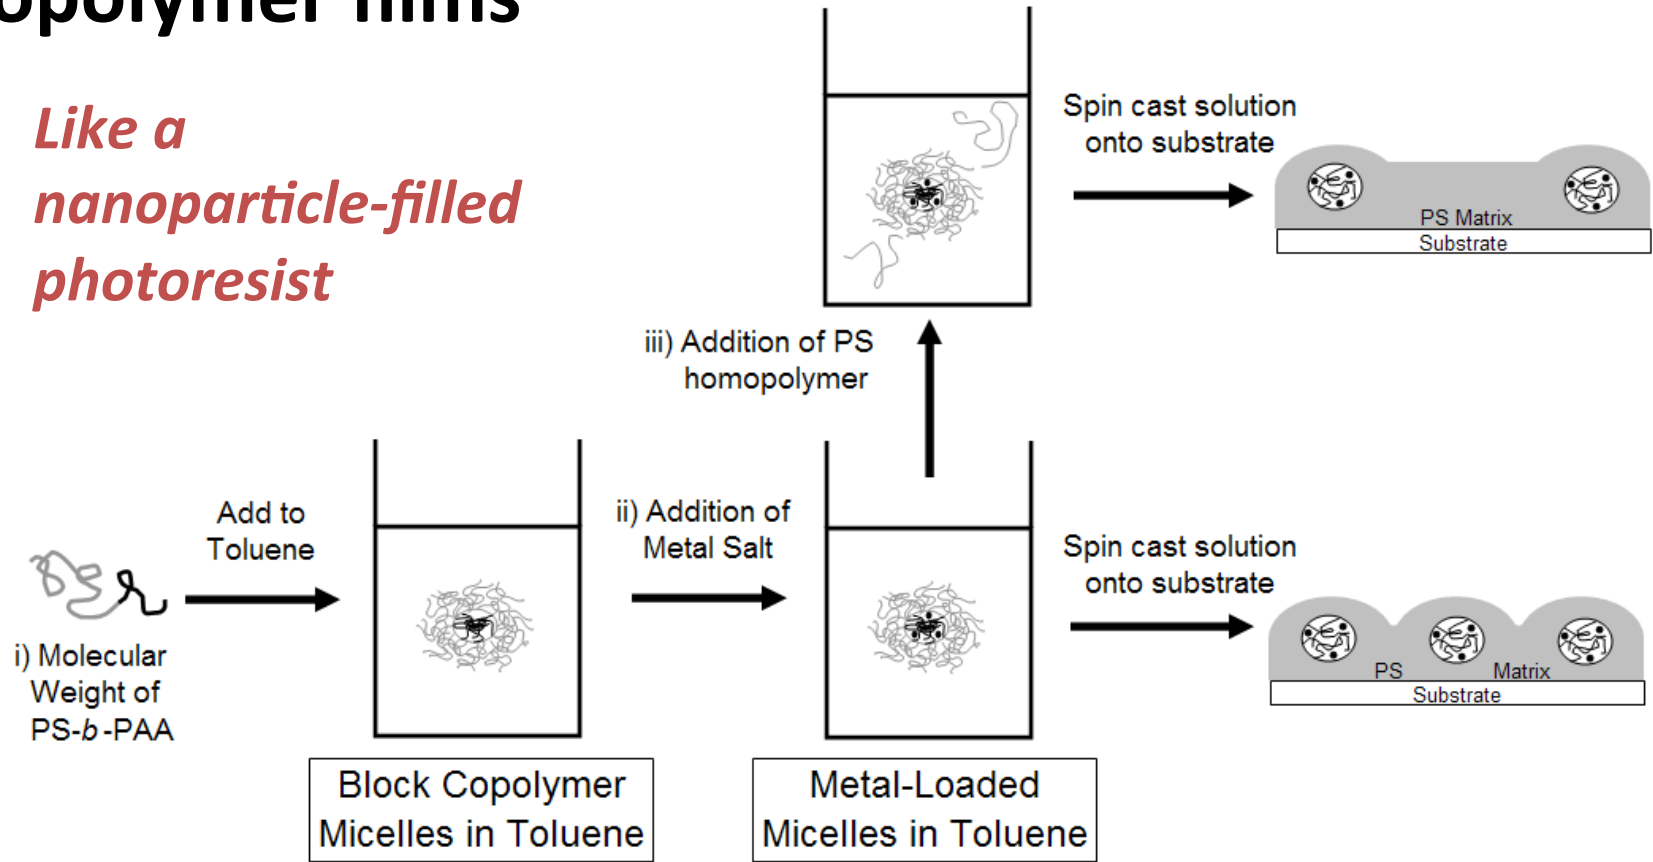 opolymer films
Like a
nanoparticle-filled
photoresist
Spin cast solution
onto substrate
PS Matrix
Substrate
iii) Addition of PS
homopolymer
Add to
Toluene
ii) Addition of
Metal Salt
Spin cast solution
onto substrate
i) Molecular
Weight of
PS-b-PAA
PS Matrix
Substrate
Block Copolymer
Micelles in Toluene
Metal-Loaded
Micelles in Toluene